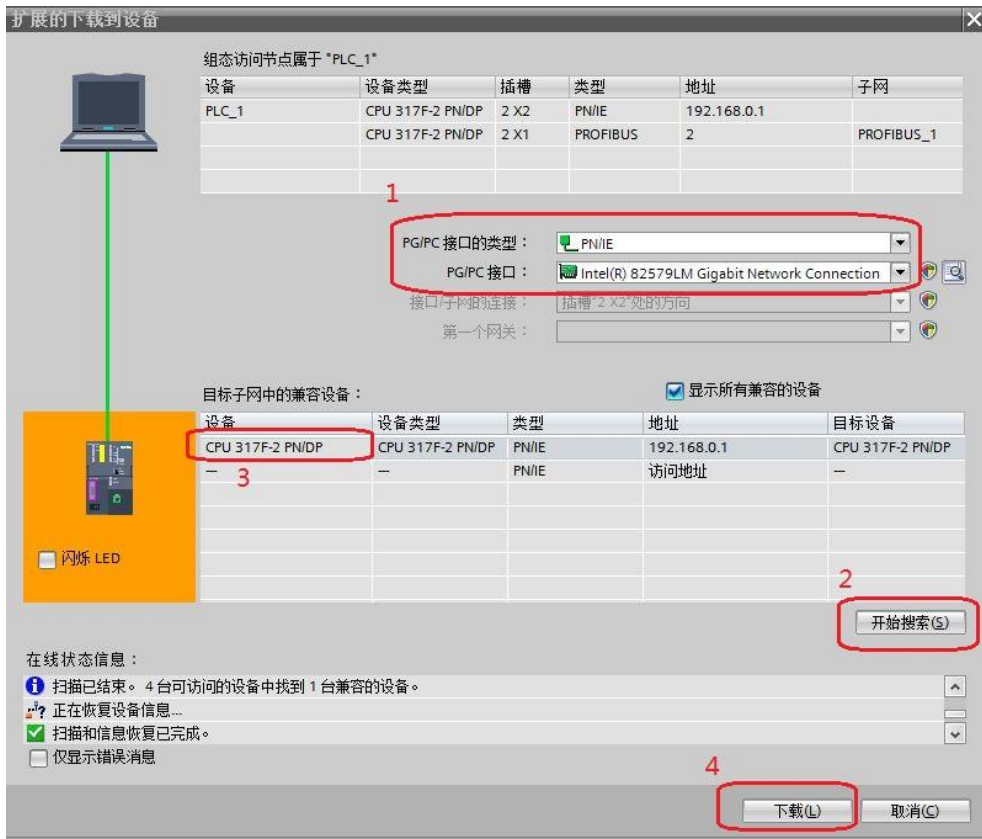 扩展的下载到设备
组态访问节点属于 "PLC_1"
设备 设备类型 插槽 类型 地址 子网
PLC_1 CPU 317F-2 PN/DP 2 X2 PN/IE 192.168.0.1
CPU 317F-2 PN/DP 2 X1 PROFIBUS 2 PROFIBUS_1
1
PG/PC 接口的类型： PN/IE
PG/PC 接口： Intel(R) 82579LM Gigabit Network Connection
接口/子网的连接： 插槽"2 X2"处的方向
第一个网关：
目标子网中的兼容设备： 显示所有兼容的设备
设备 设备类型 类型 地址 目标设备
CPU 317F-2 PN/DP CPU 317F-2 PN/DP PN/IE 192.168.0.1 CPU 317F-2 PN/DP
— — PN/IE 访问地址 —
3
闪烁 LED
2
开始搜索(S)
在线状态信息：
扫描已结束。 4 台可访问的设备中找到 1 台兼容的设备。
正在恢复设备信息...
扫描和信息恢复已完成。
仅显示错误消息
4
下载(L) 取消(C)